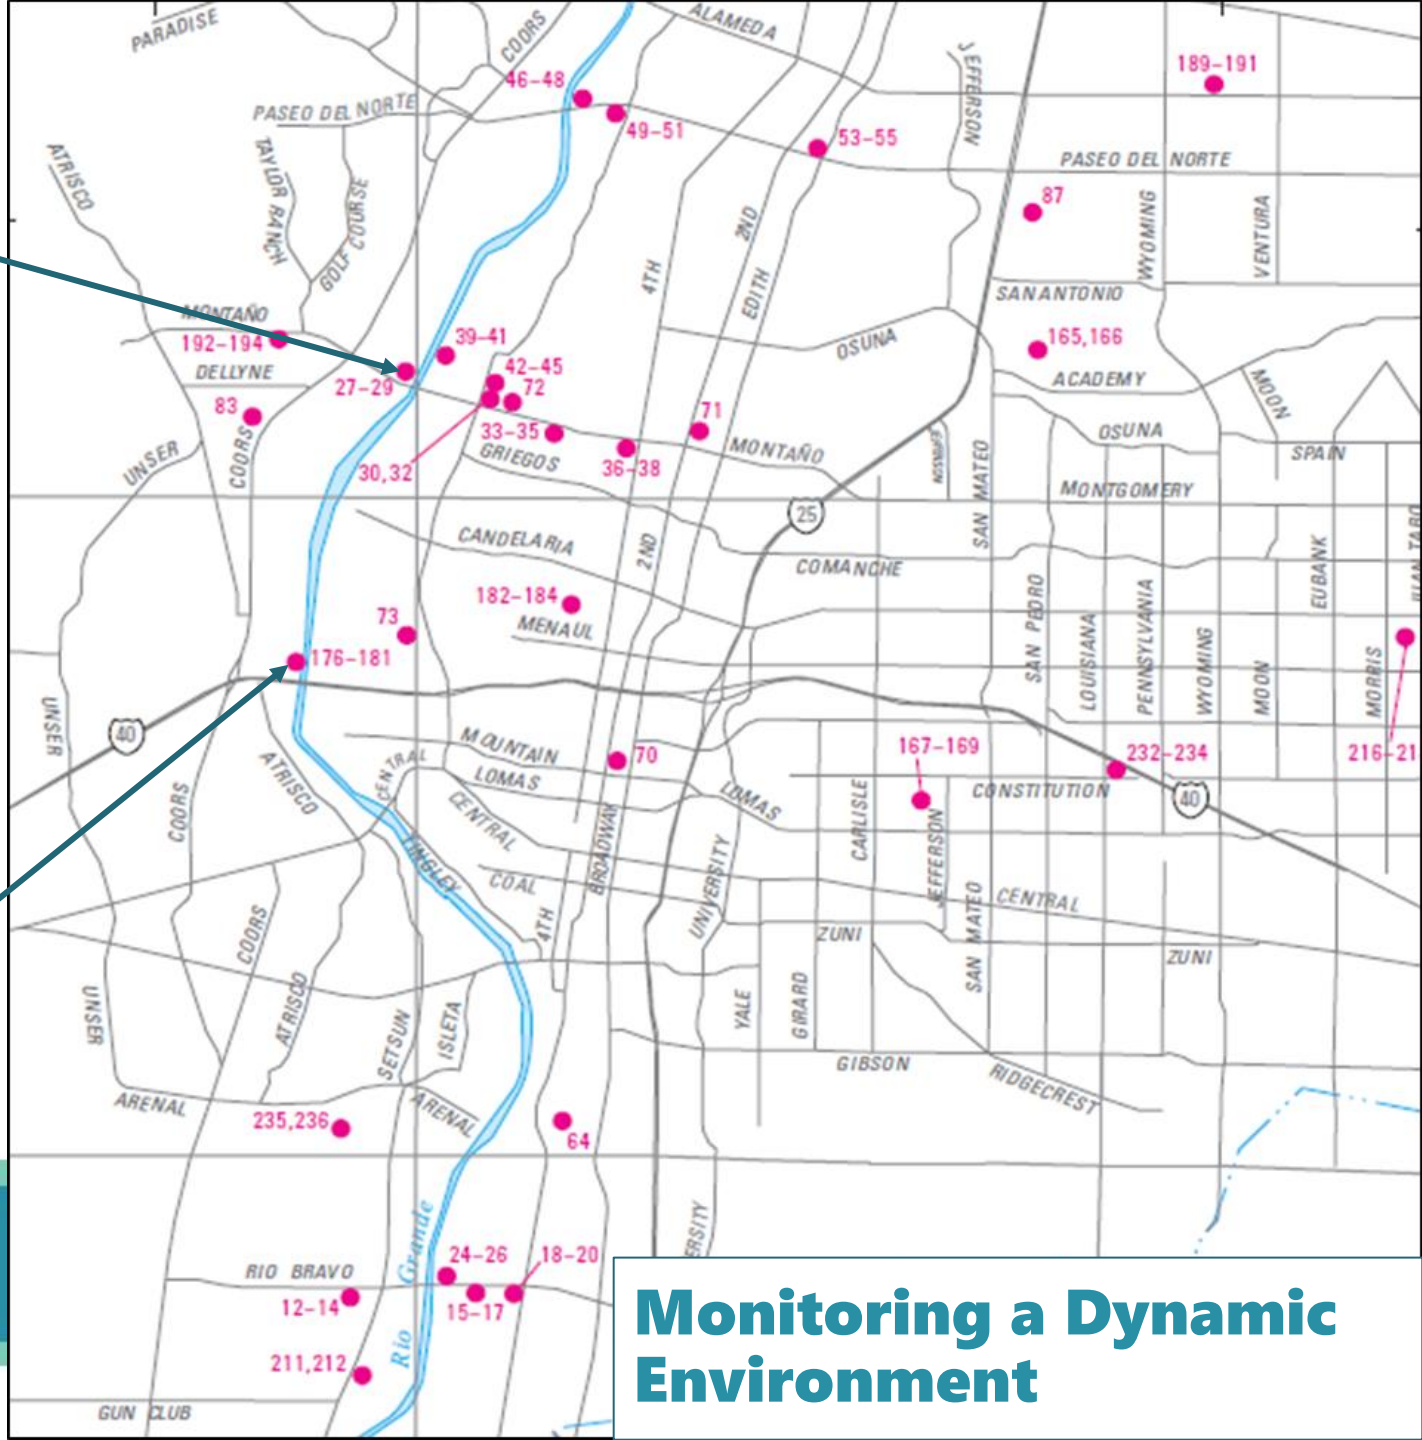 PARADISE
COORS
ALAMEDA
189–191
46–48
JEFFERSON
PASEO DEL NORTE
49–51
53–55
PASEO DEL NORTE
ATRISCO
TAYLOR RANCH
GOLF COURSE
87
2ND
WYOMING
VENTURA
4TH
EDITH
SAN ANTONIO
MONTAÑO
192–194
39–41
OSUNA
165,166
DELLYNE
27–29
42–45
72
ACADEMY
MOON
83
33–35
71
OSUNA
UNSER
COORS
GRIEGOS
36–38
MONTAÑO
JEFFERSON
SAN MATEO
SPAIN
30,32
MONTGOMERY
25
CANDELARIA
2ND
COMANCHE
EUBANK
JUAN TABO
182–184
73
MENAUL
SAN PEDRO
LOUISIANA
PENNSYLVANIA
WYOMING
MOON
MORRIS
176–181
UNSER
40
MOUNTAIN
70
167–169
232–234
216–21
ATRISCO
CENTRAL
LOMAS
LOMAS
CONSTITUTION
40
COORS
CENTRAL
CARLISLE
BROADWAY
JEFFERSON
TINGLEY
COAL
UNIVERSITY
CENTRAL
COORS
4TH
ZUNI
SAN MATEO
ZUNI
UNSER
ATRISCO
SETSUN
ISLETA
YALE
GIRARD
GIBSON
RIDGECREST
ARENAL
ARENAL
235,236
64
ERSITY
Rio Grande
24–26
18–20
RIO BRAVO
12–14
15–17
211,212
GUN CLUB
Monitoring a Dynamic
Environment